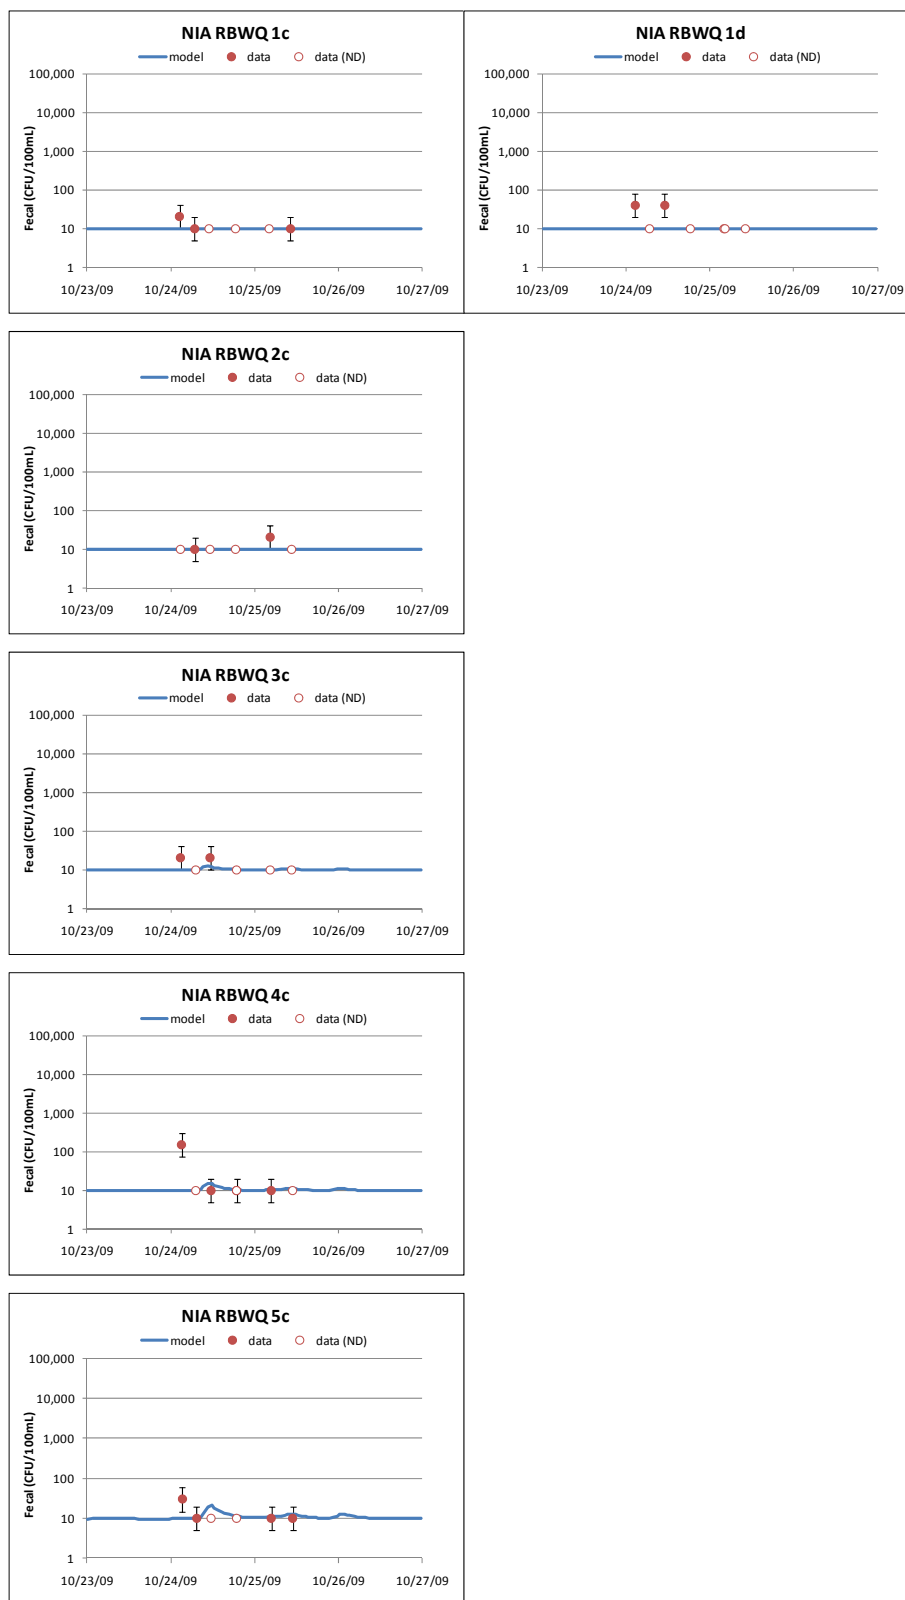 NIA RBWQ 1c
model data data (ND)
Fecal (CFU/100mL)
100,000
10,000
1,000
100
10
1
10/23/09 10/24/09 10/25/09 10/26/09 10/27/09
NIA RBWQ 1d
model data data (ND)
Fecal (CFU/100mL)
100,000
10,000
1,000
100
10
1
10/23/09 10/24/09 10/25/09 10/26/09 10/27/09
NIA RBWQ 2c
model data data (ND)
Fecal (CFU/100mL)
100,000
10,000
1,000
100
10
1
10/23/09 10/24/09 10/25/09 10/26/09 10/27/09
NIA RBWQ 3c
model data data (ND)
Fecal (CFU/100mL)
100,000
10,000
1,000
100
10
1
10/23/09 10/24/09 10/25/09 10/26/09 10/27/09
NIA RBWQ 4c
model data data (ND)
Fecal (CFU/100mL)
100,000
10,000
1,000
100
10
1
10/23/09 10/24/09 10/25/09 10/26/09 10/27/09
NIA RBWQ 5c
model data data (ND)
Fecal (CFU/100mL)
100,000
10,000
1,000
100
10
1
10/23/09 10/24/09 10/25/09 10/26/09 10/27/09